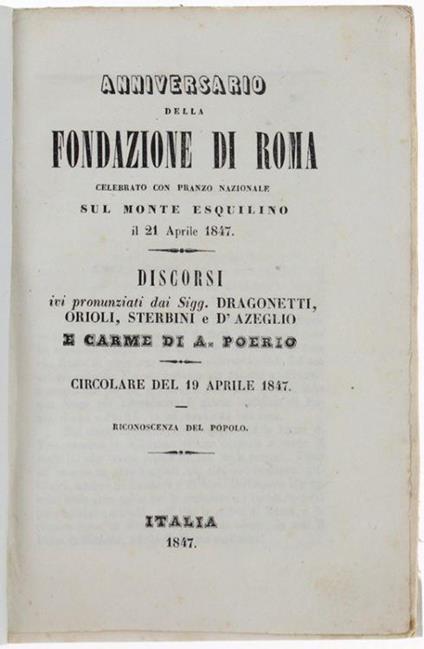 ANNIVERSARIO
DELLA
FONDAZIONE DI ROMA
CELEBRATO CON PRANZO NAZIONALE
SUL MONTE ESQUILINO
il 21 Aprile 1847.
DISCORSI
ivi pronunziati dai Sigg. DRAGONETTI,
ORIOLI, STERBINI e D'AZEGLIO
E CARME DI A. POERIO
CIRCOLARE DEL 19 APRILE 1847.
RICONOSCENZA DEL POPOLO.
ITALIA
1847.